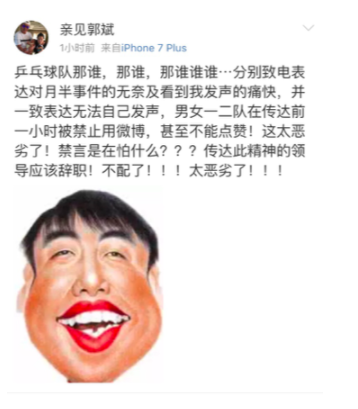 亲见郭斌
1小时前 来自iPhone 7 Plus
乒乓球队那谁，那谁，那谁谁谁…分别致电表
达对月半事件的无奈及看到我发声的痛快，并
一致表达无法自己发声，男女一二队在传达前
一小时被禁止用微博，甚至不能点赞！这太恶
劣了！禁言是在怕什么？？？传达此精神的领
导应该辞职！不配了！！！太恶劣了！！！